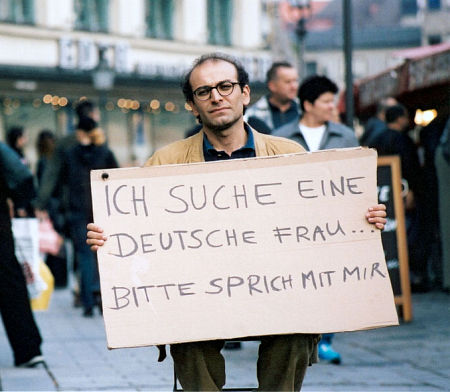 ICH SUCHE EINE
DEUTSCHE FRAU...
BITTE SPRICH MIT MIR